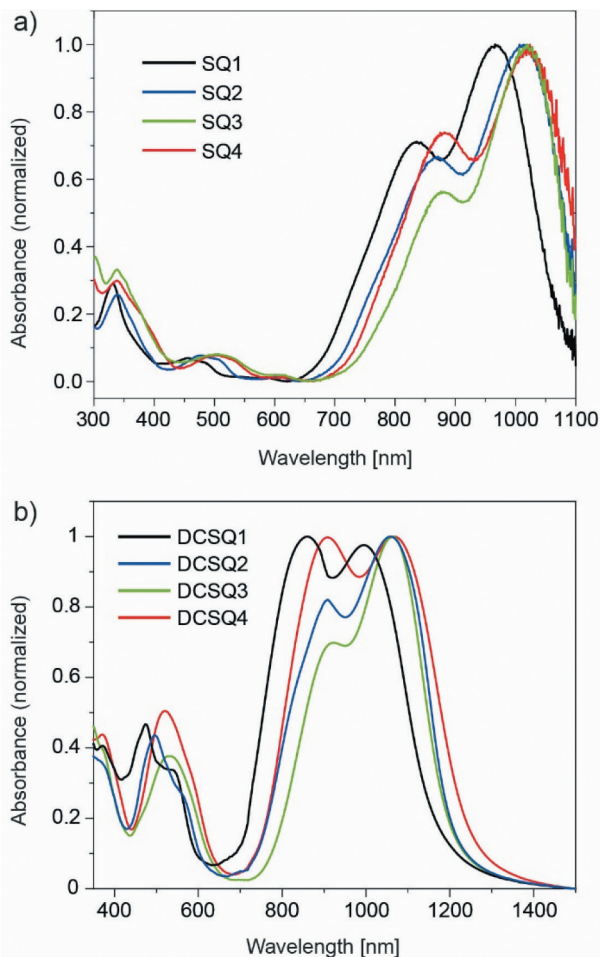 a)
SQ1
SQ2
SQ3
SQ4
Absorbance (normalized)
1.0
0.8
0.6
0.4
0.2
0.0
300 400 500 600 700 800 900 1000 1100
Wavelength [nm]
b)
DCSQ1
DCSQ2
DCSQ3
DCSQ4
Absorbance (normalized)
1
0.8
0.6
0.4
0.2
0
400 600 800 1000 1200 1400
Wavelength [nm]